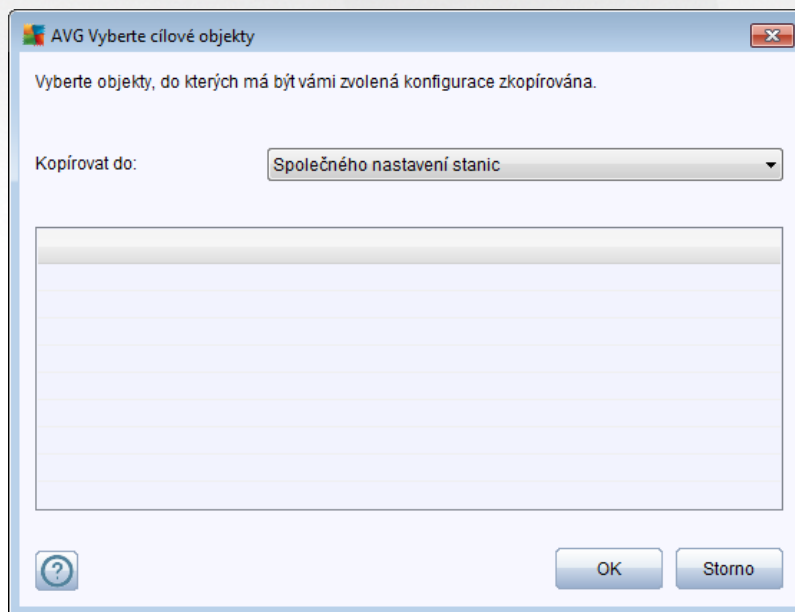 AVG Vyberte cílové objekty
Vyberte objekty, do kterých má být vámi zvolená konfigurace zkopírována.
Kopírovat do:
Společného nastavení stanic
?
OK
Storno